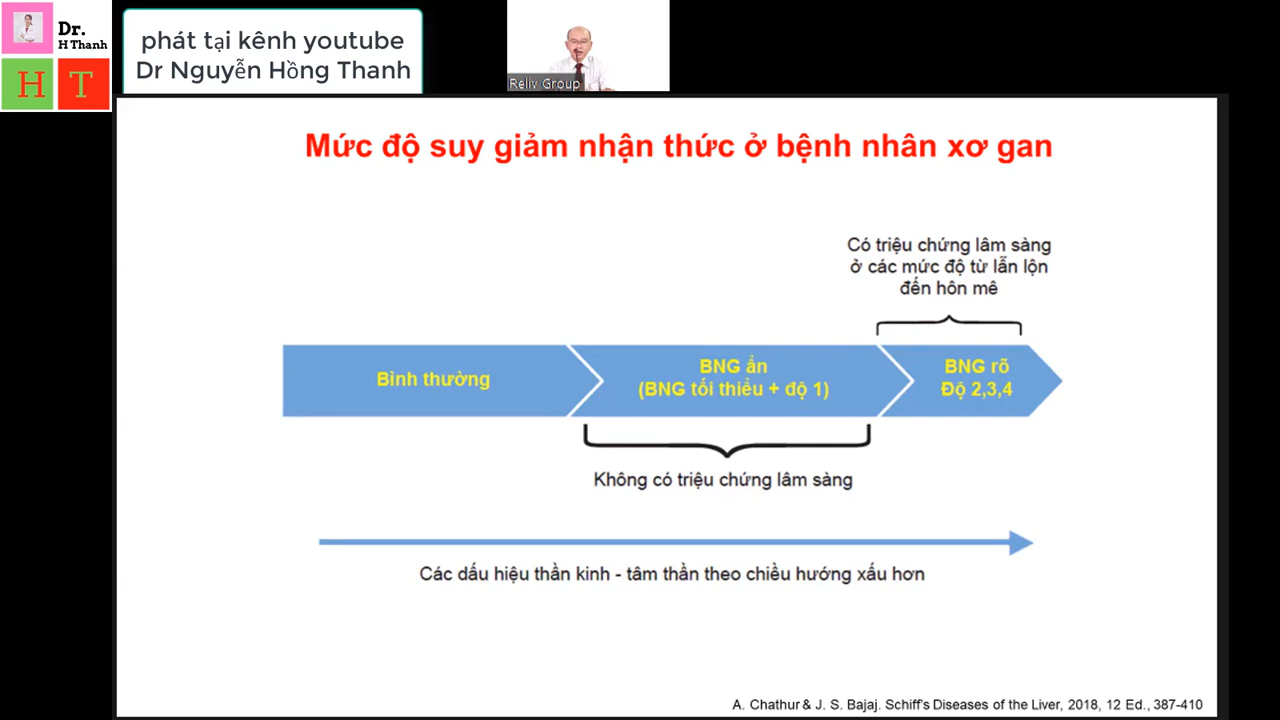 Dr.
H Thanh
H T
phát tại kênh youtube
Dr Nguyễn Hồng Thanh
Reliv Group
Mức độ suy giảm nhận thức ở bệnh nhân xơ gan
Có triệu chứng lâm sàng
ở các mức độ từ lẫn lộn
đến hôn mê
Bình thường
BNG ẩn
(BNG tối thiểu + độ 1)
BNG rõ
Độ 2,3,4
Không có triệu chứng lâm sàng
Các dấu hiệu thần kinh - tâm thần theo chiều hướng xấu hơn
A. Chathur & J. S. Bajaj. Schiff's Diseases of the Liver, 2018, 12 Ed., 387-410